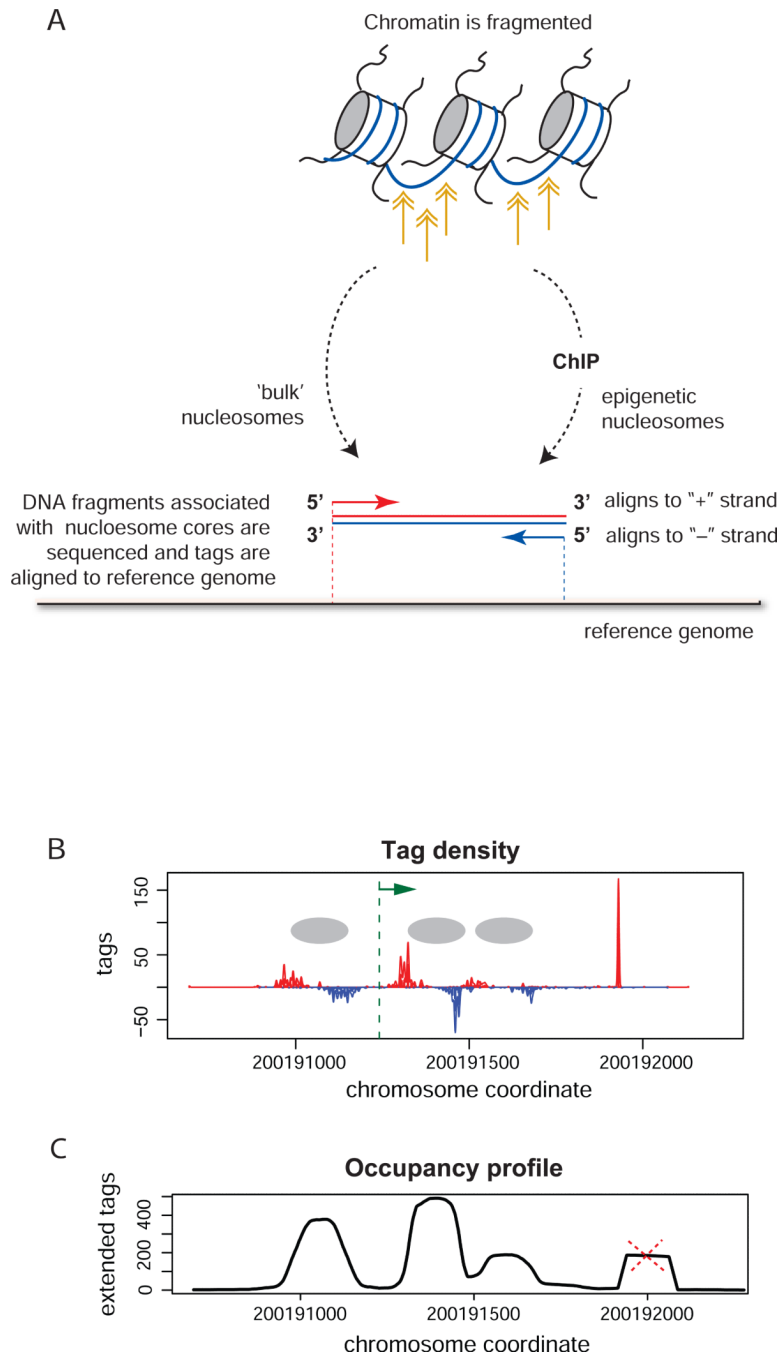 A
Chromatin is fragmented
ChIP
'bulk'
nucleosomes
epigenetic
nucleosomes
DNA fragments associated
with nucloesome cores are
sequenced and tags are
aligned to reference genome
5' 3' aligns to "+" strand
3' 5' aligns to "–" strand
reference genome
B
Tag density
tags
150
50
−50
200191000 200191500 200192000
chromosome coordinate
C
Occupancy profile
extended tags
400
200
0
200191000 200191500 200192000
chromosome coordinate